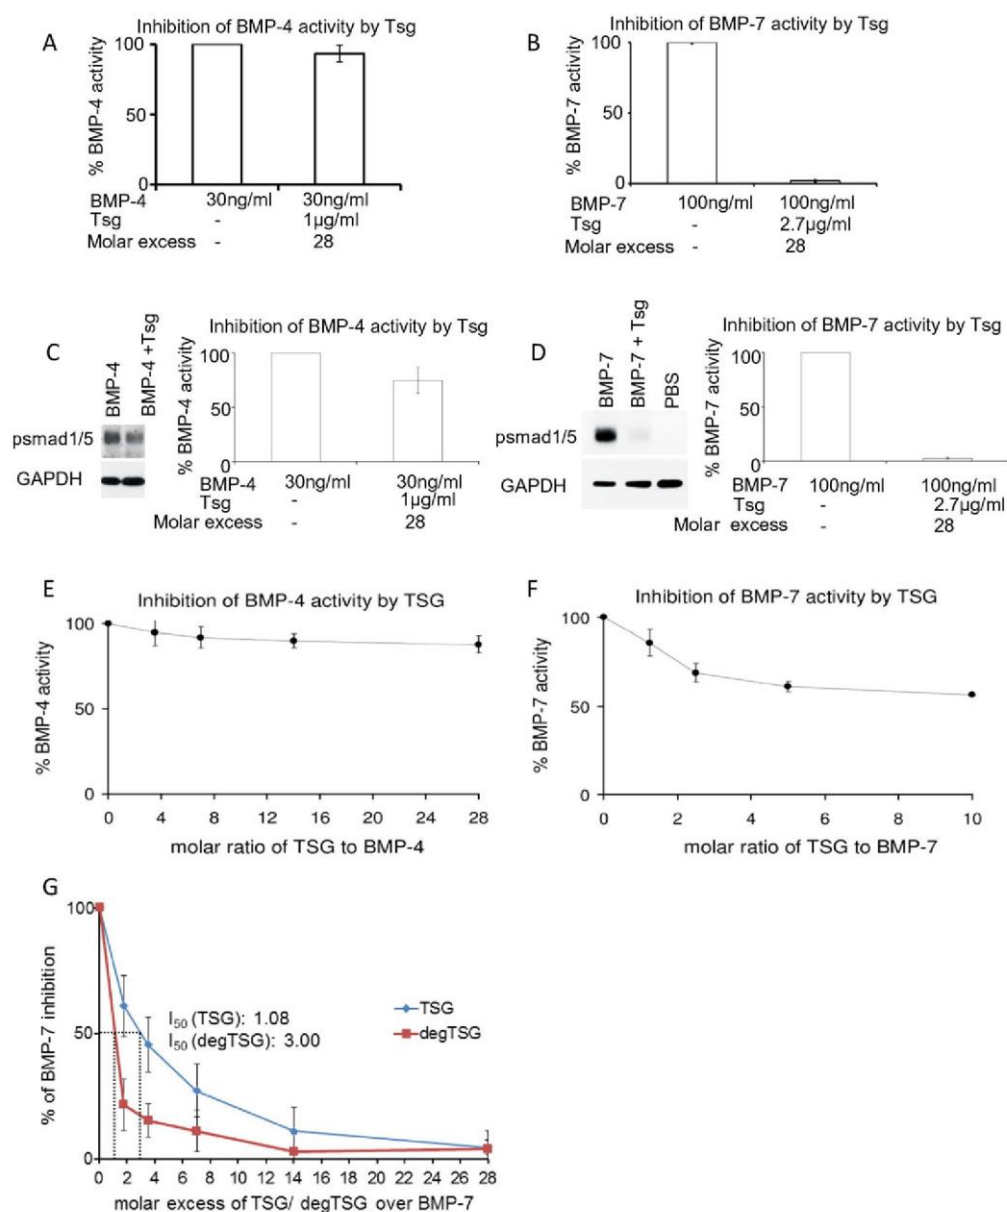 A
Inhibition of BMP-4 activity by Tsg
% BMP-4 activity
100
50
0
BMP-4 30ng/ml 30ng/ml
Tsg - 1µg/ml
Molar excess - 28
B
Inhibition of BMP-7 activity by Tsg
% BMP-7 activity
100
50
0
BMP-7 100ng/ml 100ng/ml
Tsg - 2.7µg/ml
Molar excess - 28
C
BMP-4
BMP-4 +Tsg
psmad1/5
GAPDH
Inhibition of BMP-4 activity by Tsg
% BMP-4 activity
100
50
0
BMP-4 30ng/ml 30ng/ml
Tsg 1µg/ml
Molar excess - 28
D
BMP-7
BMP-7 + Tsg
PBS
psmad1/5
GAPDH
Inhibition of BMP-7 activity by Tsg
% BMP-7 activity
100
50
0
BMP-7 100ng/ml 100ng/ml
Tsg - 2.7µg/ml
Molar excess 28
E
Inhibition of BMP-4 activity by TSG
% BMP-4 activity
100
50
0
0 4 8 12 16 20 24 28
molar ratio of TSG to BMP-4
F
Inhibition of BMP-7 activity by TSG
% BMP-7 activity
100
50
0
0 2 4 6 8 10
molar ratio of TSG to BMP-7
G
% of BMP-7 inhibition
100
50
0
I50 (TSG): 1.08
I50 (degTSG): 3.00
TSG
degTSG
0 2 4 6 8 10 12 14 16 18 20 22 24 26 28
molar excess of TSG/ degTSG over BMP-7